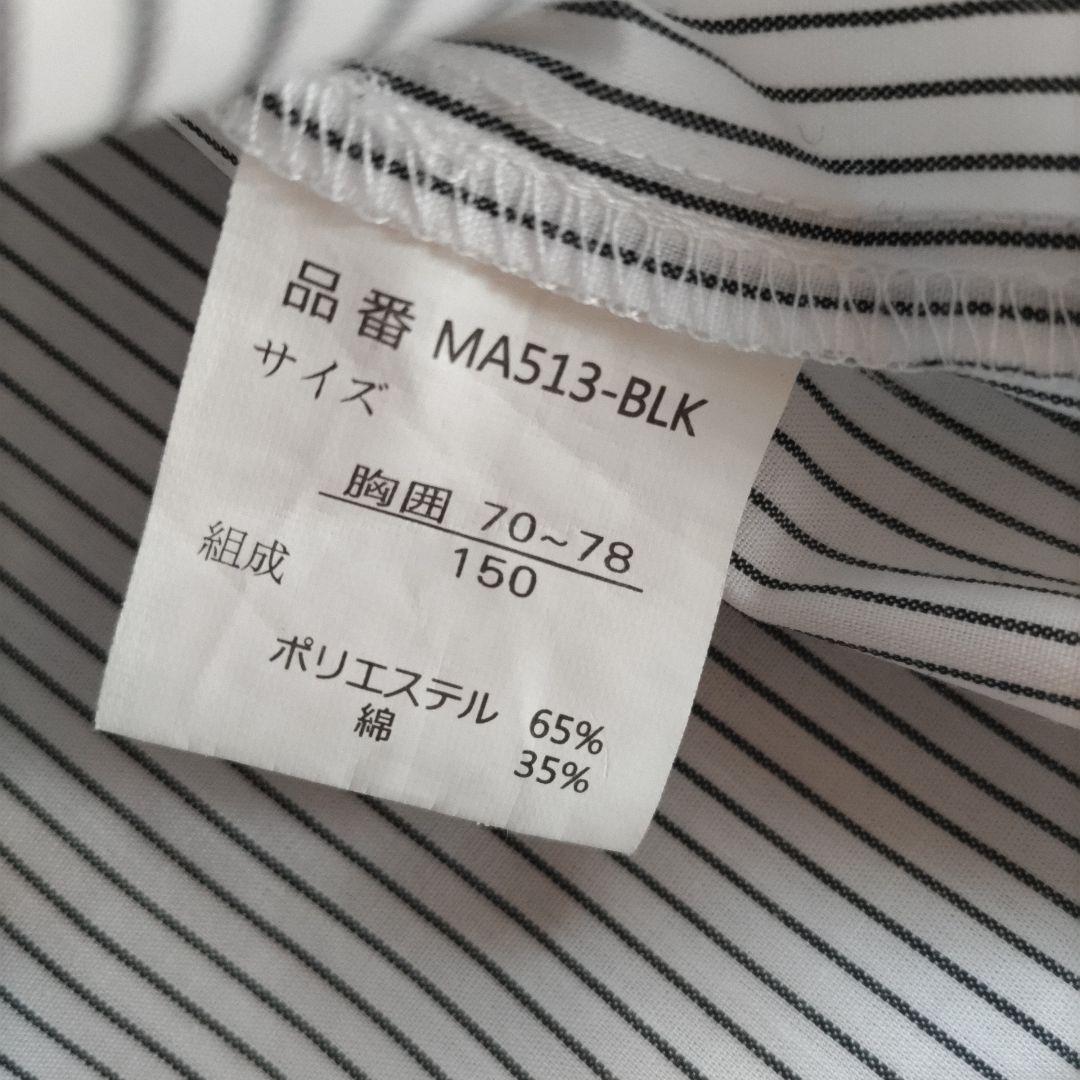 品番 MA513-BLK
サイズ
胸囲 70~78
150
組成
ポリエステル 65%
綿 35%